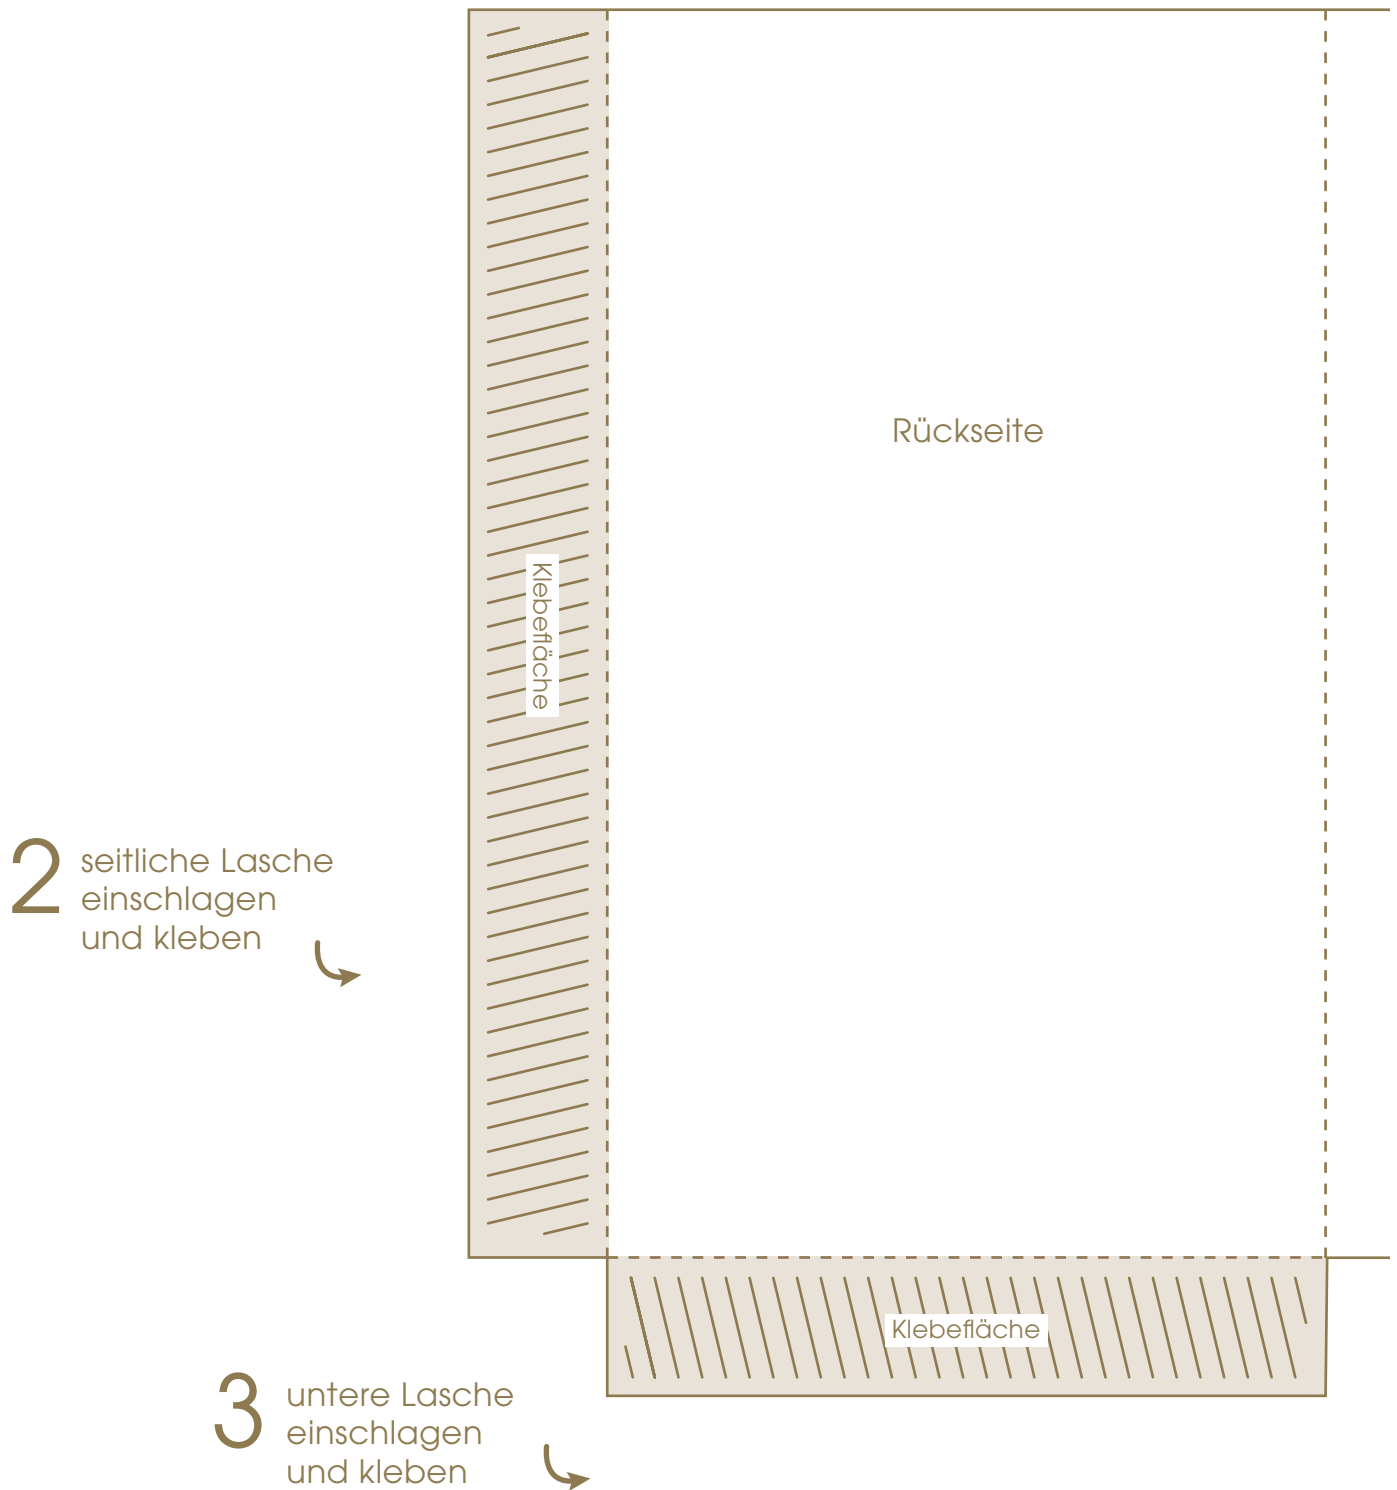 Rückseite
Klebefläche
2
seitliche Lasche
einschlagen
und kleben
Klebefläche
3
untere Lasche
einschlagen
und kleben